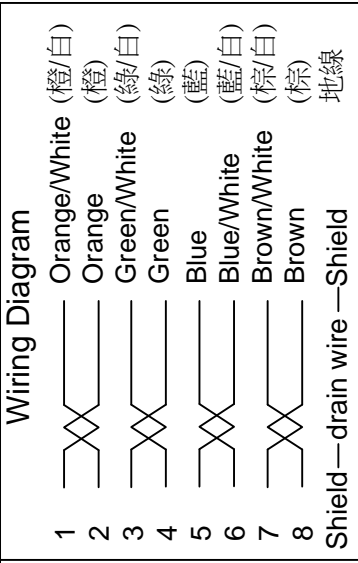 Wiring Diagram
1 Orange/White (橙/白)
2 Orange (橙)
3 Green/White (綠/白)
4 Green (綠)
5 Blue (藍)
6 Blue/White (藍/白)
7 Brown/White (棕/白)
8 Brown (棕)
Shield—drain wire—Shield 地線